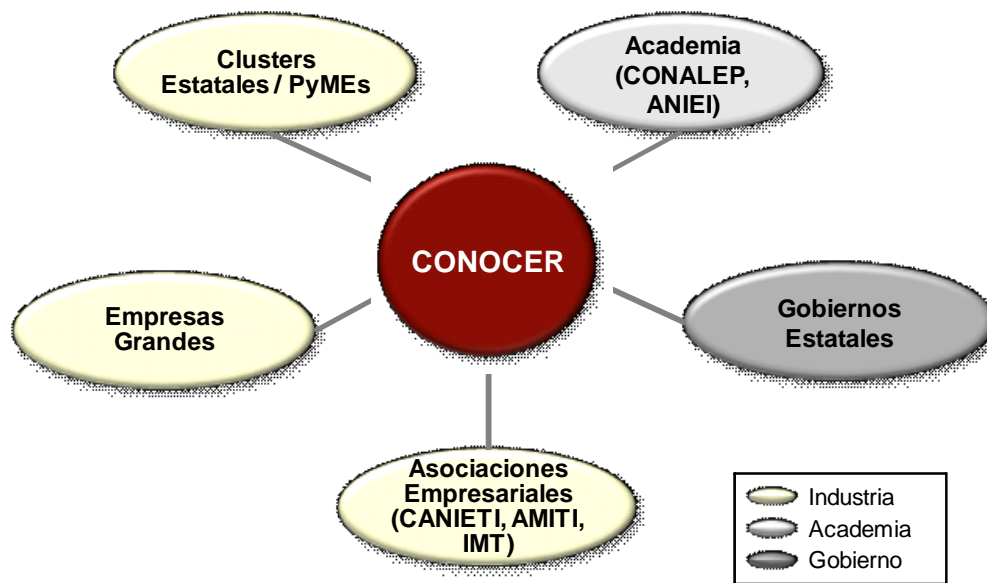 Clusters
Estatales / PyMEs
Academia
(CONALEP,
ANIEI)
CONOCER
Empresas
Grandes
Gobiernos
Estatales
Asociaciones
Empresariales
(CANIETI, AMITI,
IMT)
Industria
Academia
Gobierno